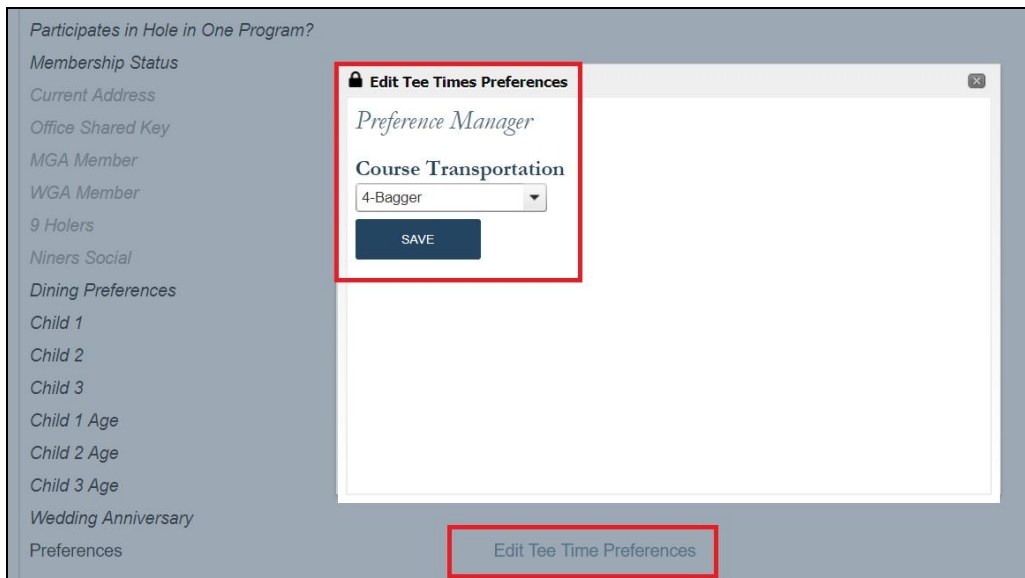 Participates in Hole in One Program?
Membership Status
Current Address
Office Shared Key
MGA Member
WGA Member
9 Holers
Niners Social
Dining Preferences
Child 1
Child 2
Child 3
Child 1 Age
Child 2 Age
Child 3 Age
Wedding Anniversary
Preferences
Edit Tee Time Preferences
Edit Tee Times Preferences
Preference Manager
Course Transportation
4-Bagger
SAVE